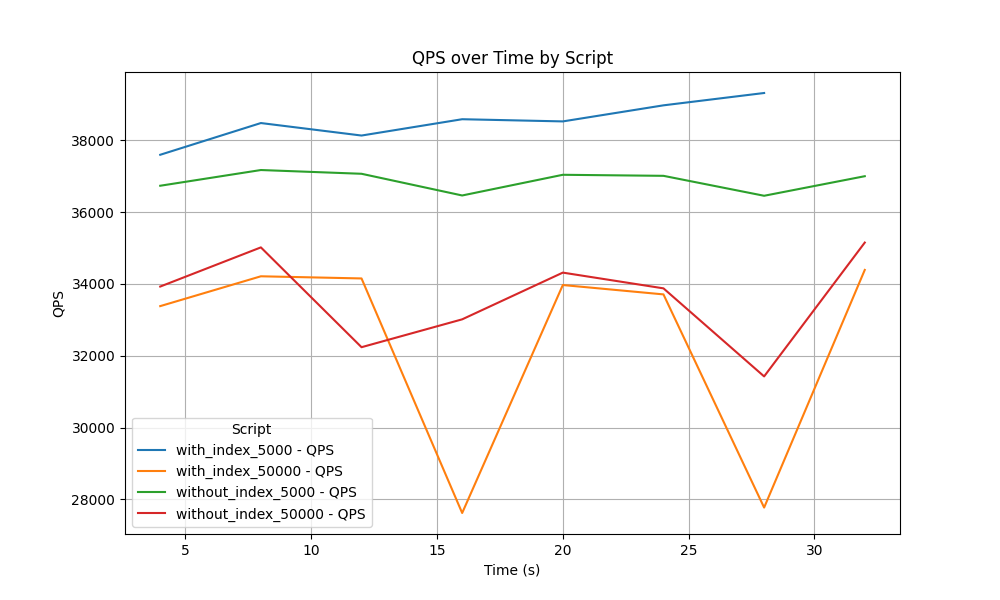 QPS over Time by Script
QPS
38000
36000
34000
32000
30000
28000
Script
with_index_5000 - QPS
with_index_50000 - QPS
without_index_5000 - QPS
without_index_50000 - QPS
5 10 15 20 25 30
Time (s)